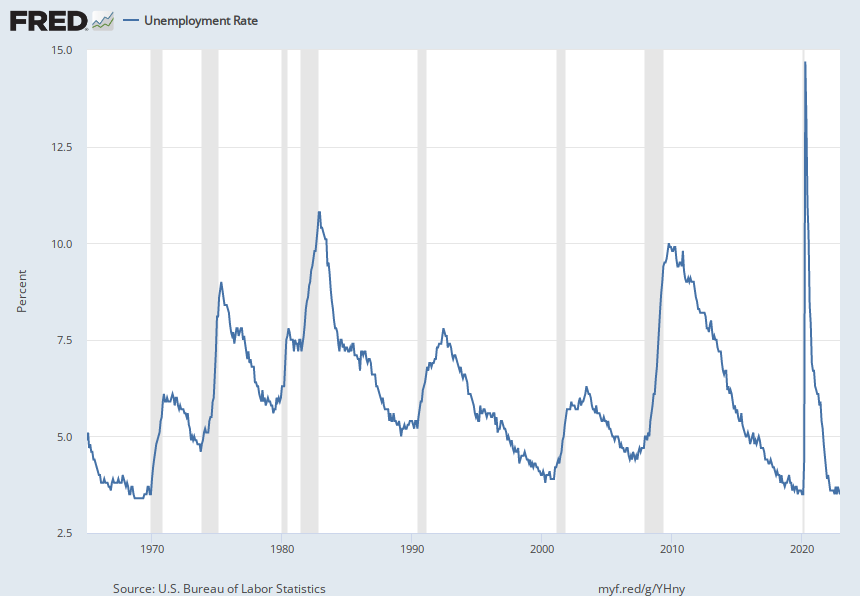 FRED Unemployment Rate
15.0
12.5
10.0
7.5
5.0
2.5
Percent
1970 1980 1990 2000 2010 2020
Source: U.S. Bureau of Labor Statistics myf.red/g/YHny